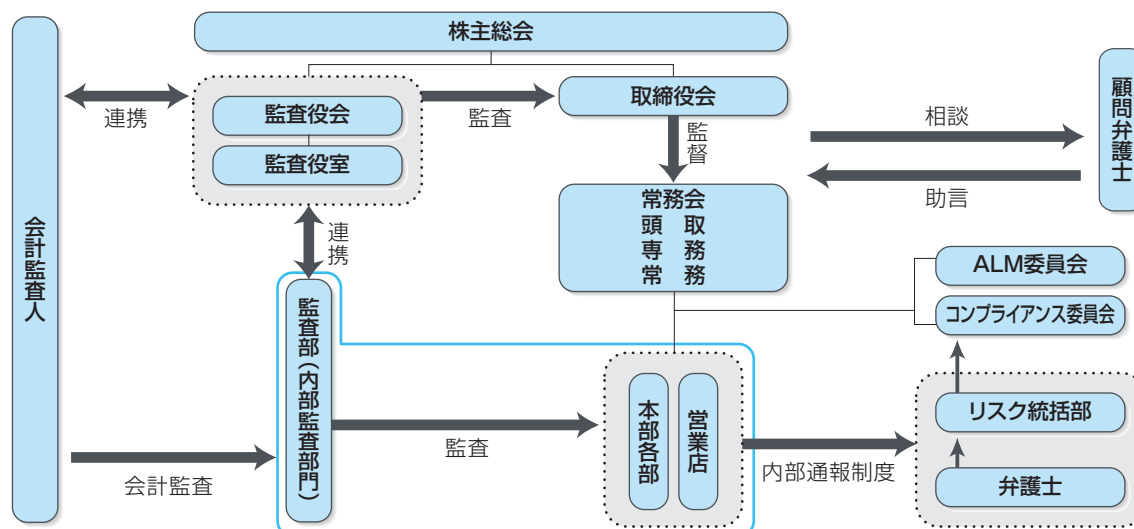 株主総会
会計監査人
連携
監査役会
監査役室
監査
取締役会
監督
相談
助言
顧問弁護士
連携
常務会
頭　取
専　務
常　務
ALM委員会
コンプライアンス委員会
監査部(内部監査部門)
会計監査
監査
本部各部
営業店
内部通報制度
リスク統括部
弁護士